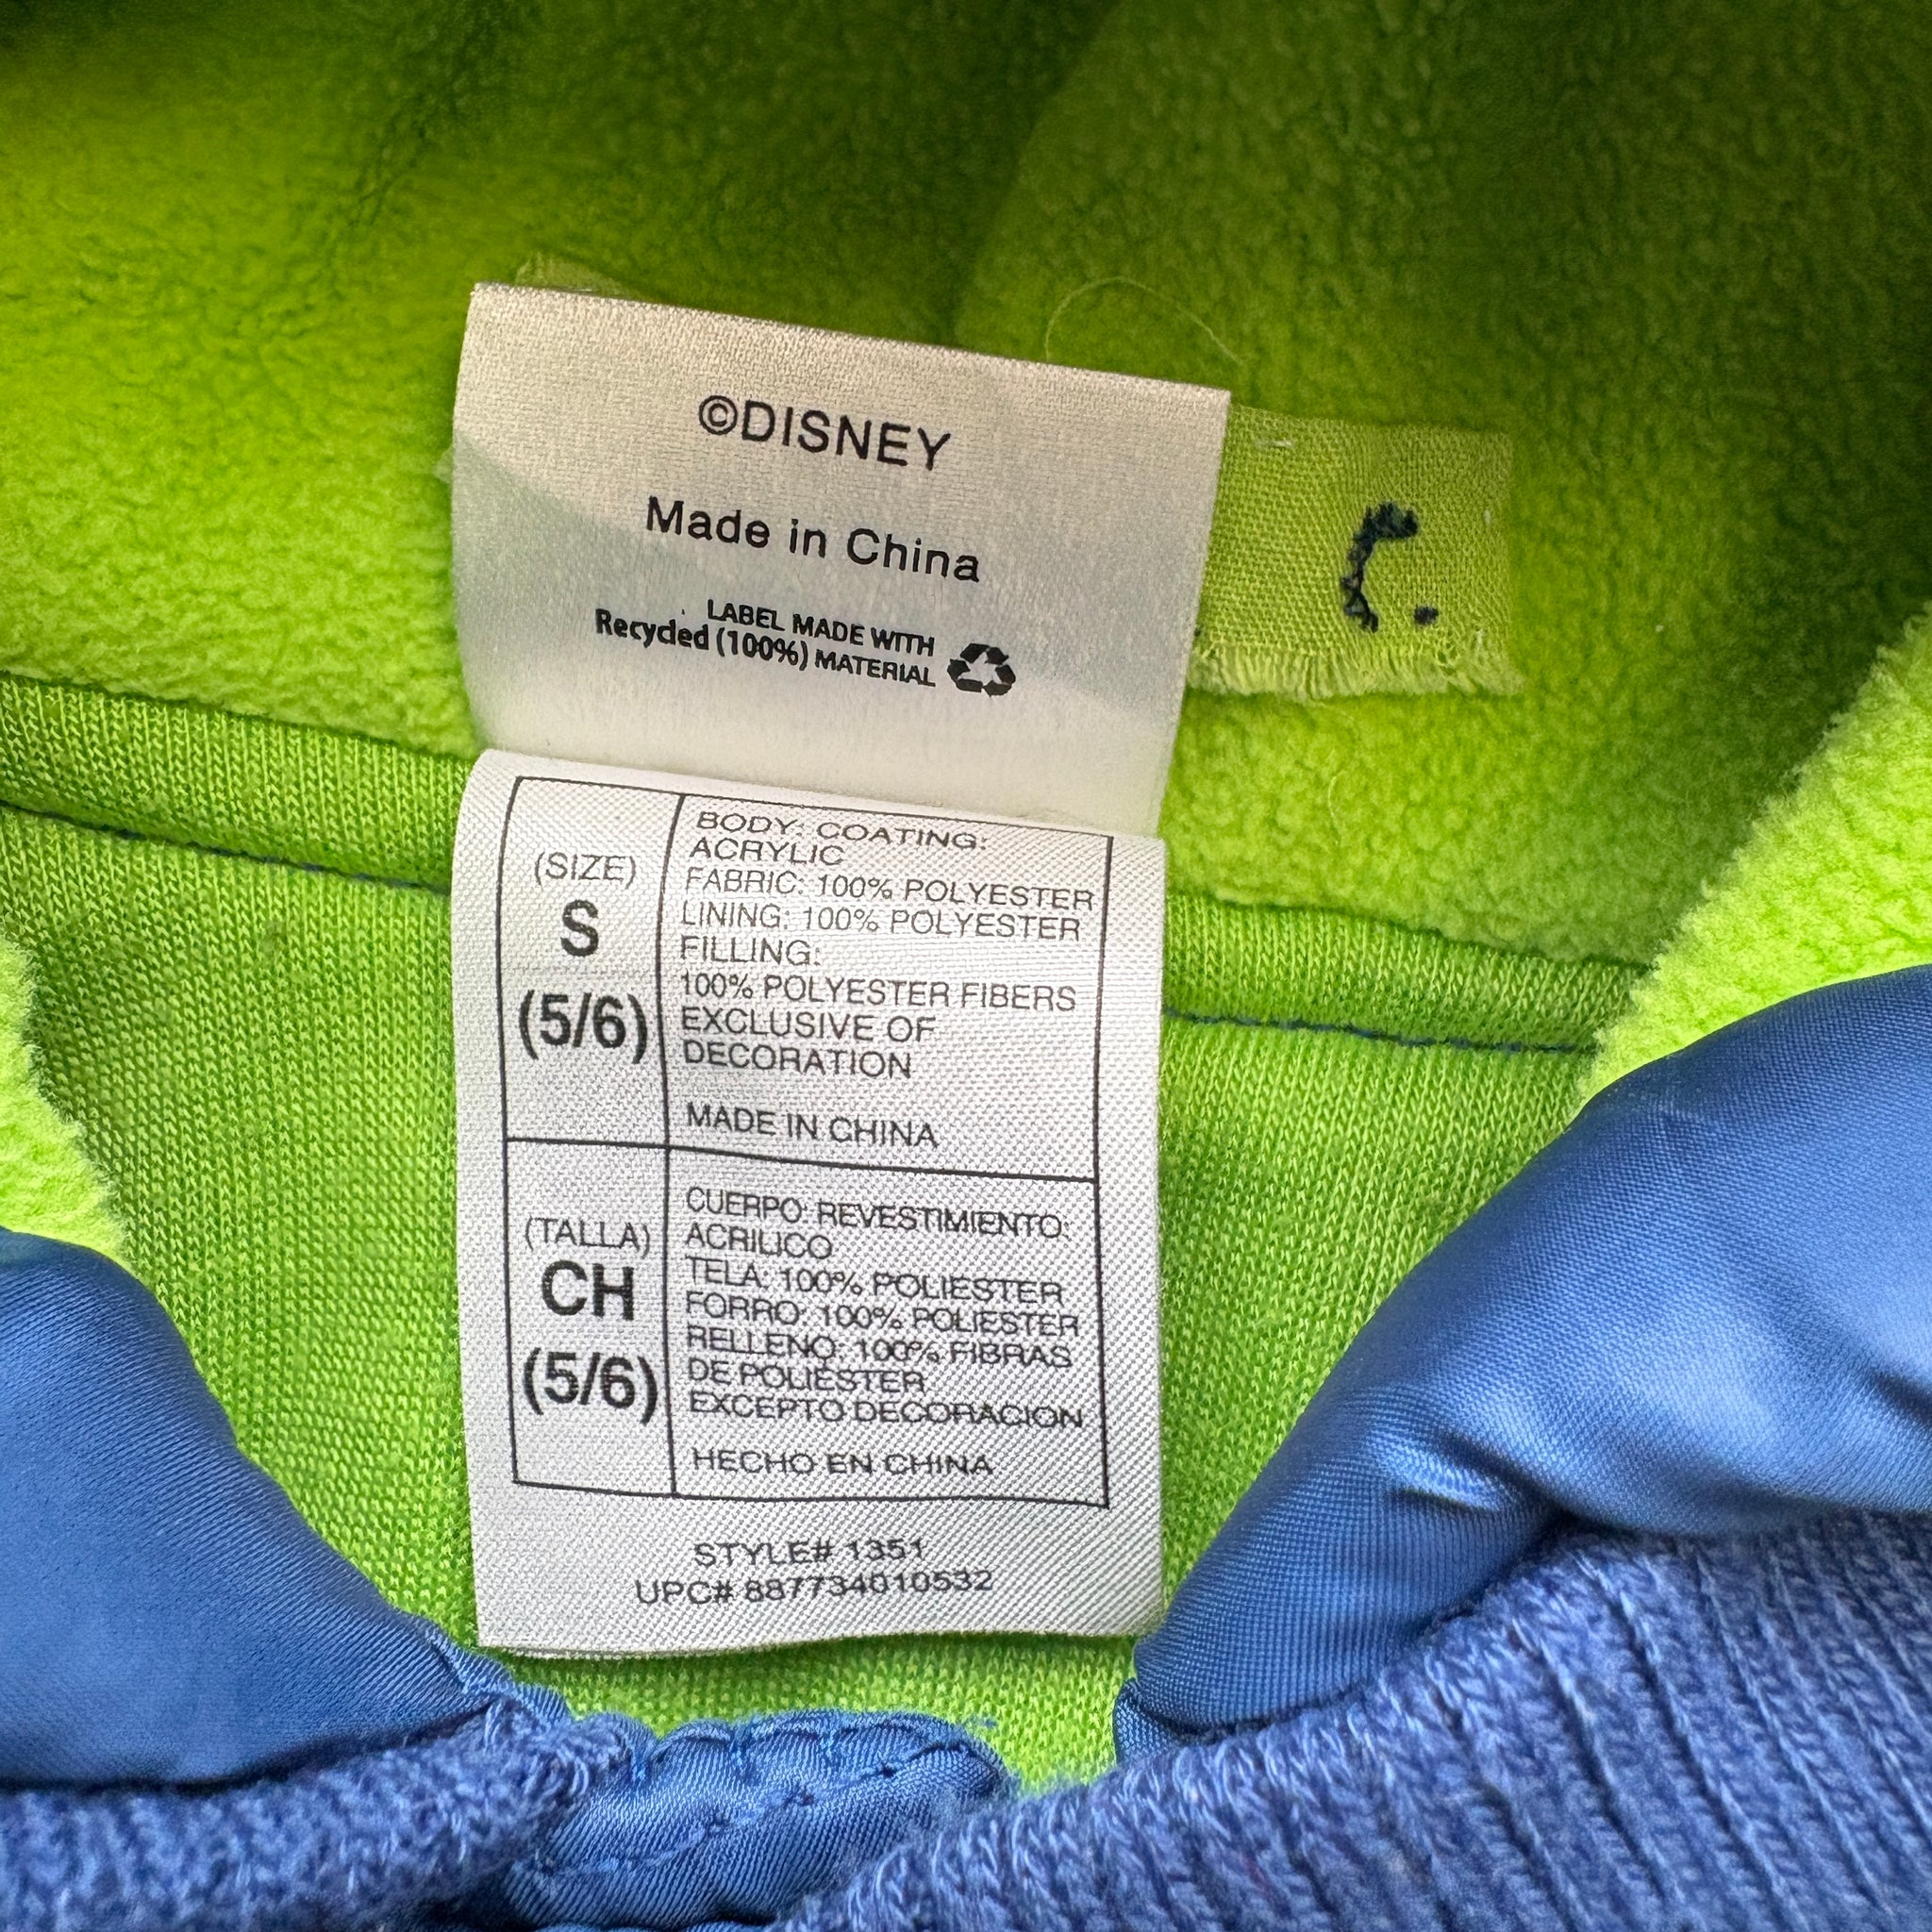 ©DISNEY
Made in China
LABEL MADE WITH
Recycled (100%) MATERIAL
C.
(SIZE)
S
(5/6)
BODY: COATING:
ACRYLIC
FABRIC: 100% POLYESTER
LINING: 100% POLYESTER
FILLING:
100% POLYESTER FIBERS
EXCLUSIVE OF
DECORATION
MADE IN CHINA
(TALLA)
CH
(5/6)
CUERPO: REVESTIMIENTO:
ACRILICO
TELA: 100% POLIESTER
FORRO: 100% POLIESTER
RELLENO: 100% FIBRAS
DE POLIÉSTER
EXCEPTO DECORACION
HECHO EN CHINA
STYLE# 1351
UPC# 887734010532